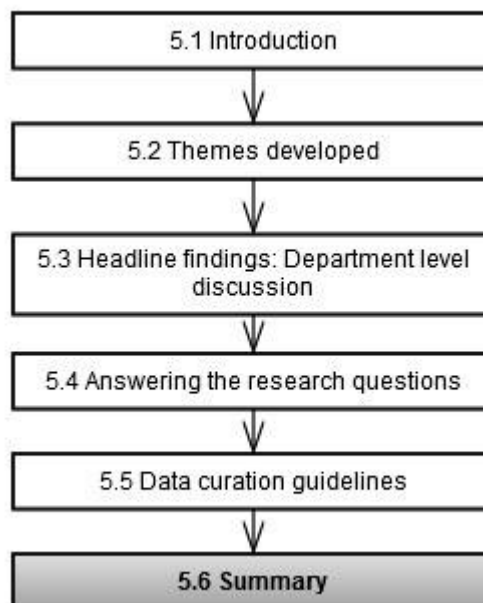 5.1 Introduction
5.2 Themes developed
5.3 Headline findings: Department level
discussion
5.4 Answering the research questions
5.5 Data curation guidelines
5.6 Summary